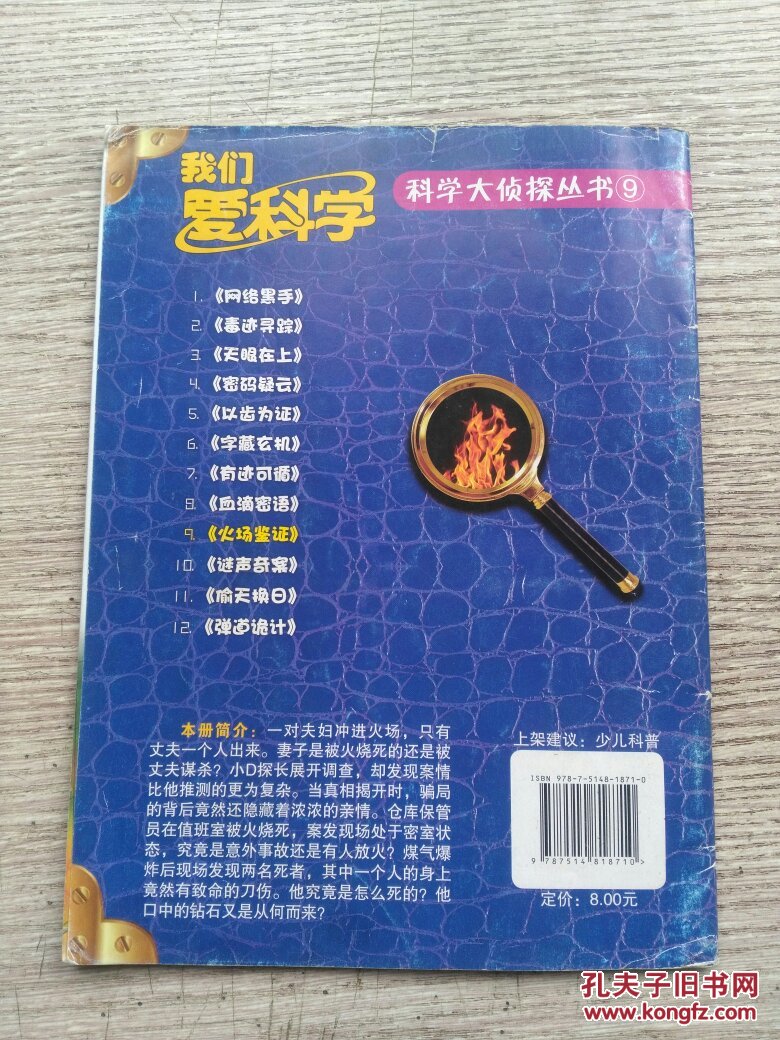 我们
爱科学
科学大侦探丛书⑨
1. 《网络黑手》
2. 《毒迹寻踪》
3. 《天眼在上》
4. 《密码疑云》
5. 《以齿为证》
6. 《字藏玄机》
7. 《有迹可循》
8. 《血滴密语》
9. 《火场鉴证》
10. 《谜声奇案》
11. 《偷天换日》
12. 《弹道诡计》
本册简介：一对夫妇冲进火场，只有
丈夫一个人出来。妻子是被火烧死的还是被
丈夫谋杀？小D探长展开调查，却发现案情
比他推测的更为复杂。当真相揭开时，骗局
的背后竟然还隐藏着浓浓的亲情。仓库保管
员在值班室被火烧死，案发现场处于密室状
态，究竟是意外事故还是有人放火？煤气爆
炸后现场发现两名死者，其中一个人的身上
竟然有致命的刀伤。他究竟是怎么死的？他
口中的钻石又是从何而来？
上架建议：少儿科普
ISBN 978-7-5148-1871-0
9 787514 818710 >
定价：8.00元
孔夫子旧书网
www.kongfz.com